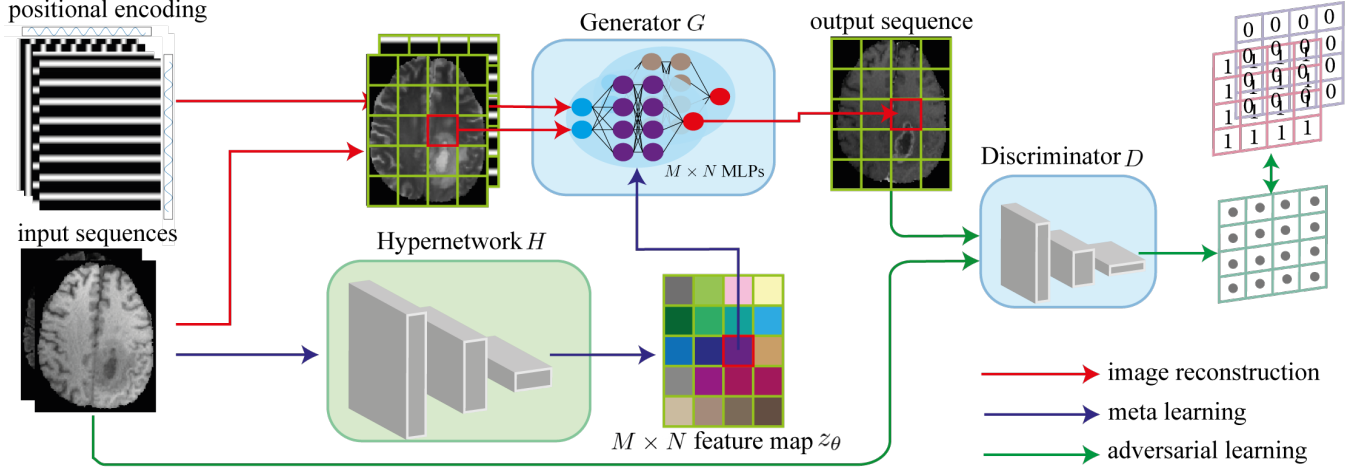 positional encoding
Generator G
output sequence
M × N MLPs
Discriminator D
input sequences
Hypernetwork H
M × N feature map z_θ
image reconstruction
meta learning
adversarial learning
0 0 0 0
1 1 1 1